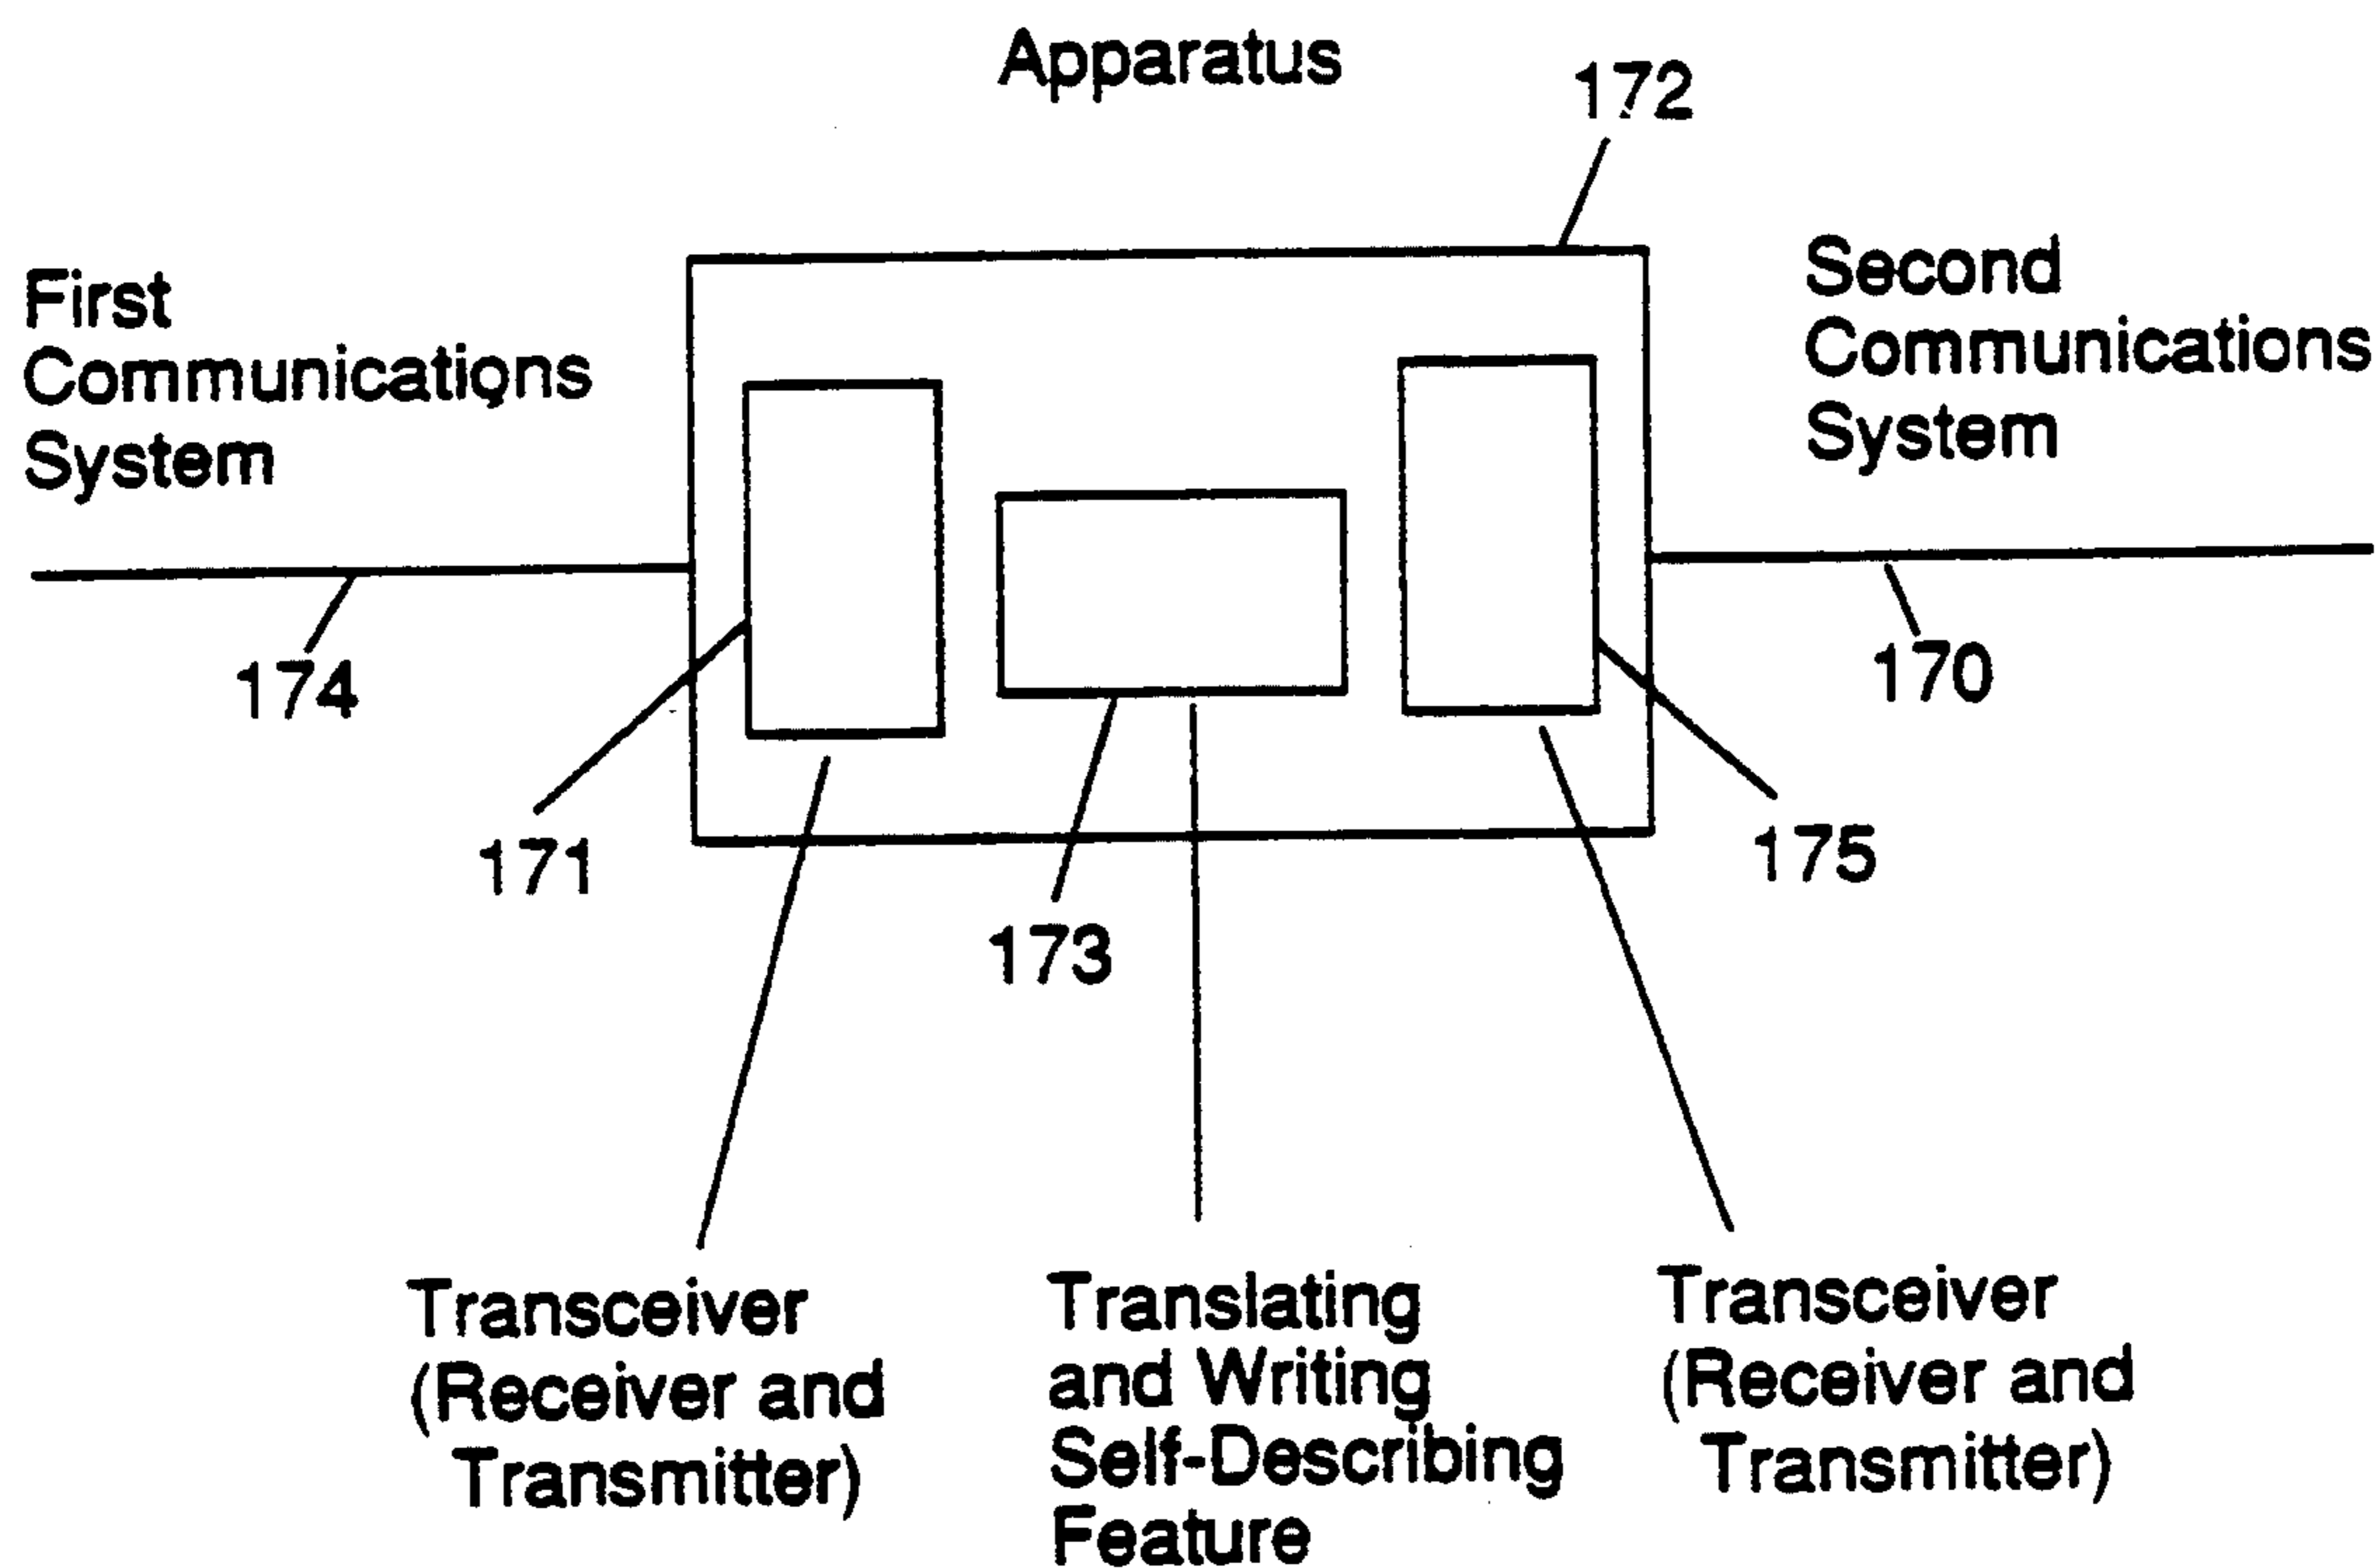 Apparatus
172
First
Communications
System
Second
Communications
System
174
170
171
175
173
Transceiver
(Receiver and
Transmitter)
Translating
and Writing
Self-Describing
Feature
Transceiver
(Receiver and
Transmitter)